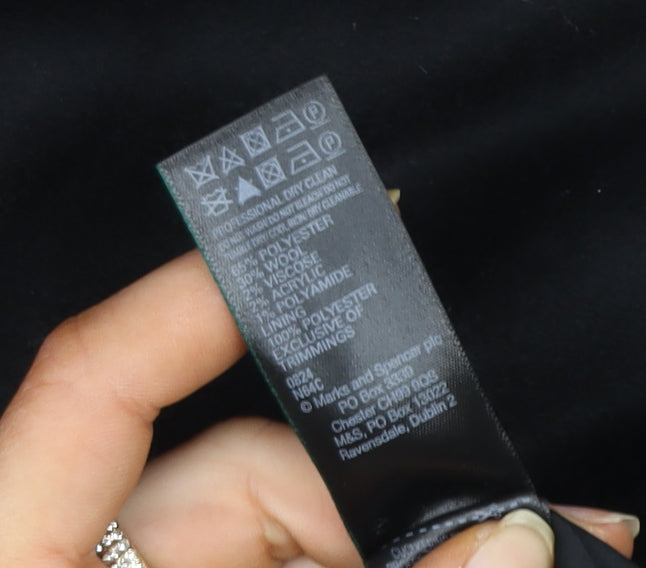 PROFESSIONAL DRY CLEAN
DO NOT WASH DO NOT BLEACH DO NOT
TUMBLE DRY COOL IRON DRY CLEANABLE
65% POLYESTER
30% WOOL
2% VISCOSE
2% ACRYLIC
1% POLYAMIDE
LINING
100% POLYESTER
EXCLUSIVE OF
TRIMMINGS
0824
N64C
© Marks and Spencer plc
PO Box 3339
Chester CH99 9QS
M&S, PO Box 13022
Ravensdale, Dublin 2